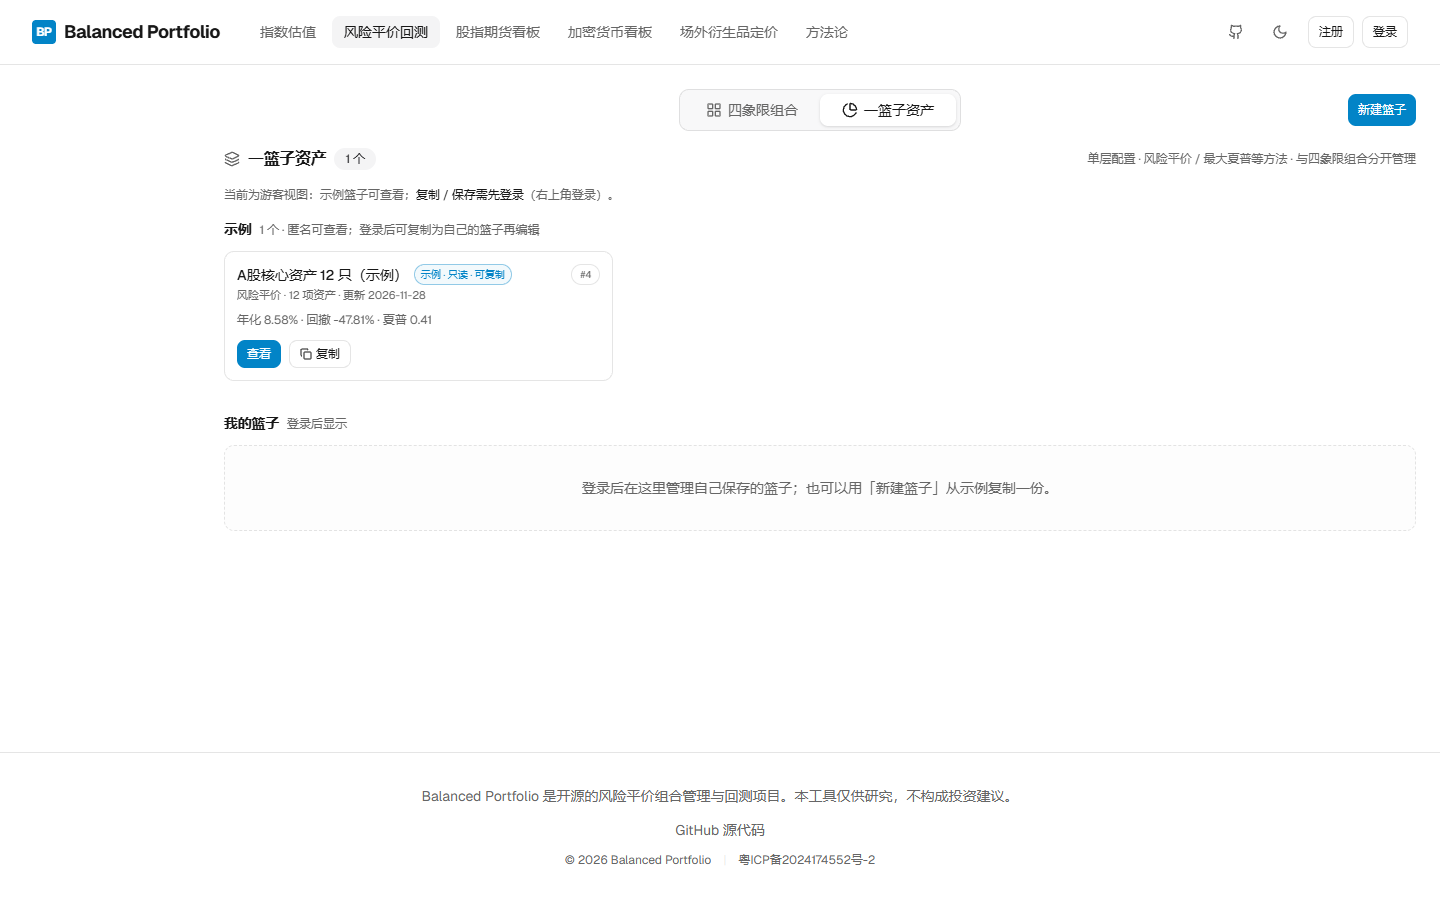 BP Balanced Portfolio 指数估值 风险平价回测 股指期货看板 加密货币看板 场外衍生品定价 方法论 注册 登录
四象限组合 一篮子资产 新建篮子
一篮子资产 1 个 单层配置 · 风险平价 / 最大夏普等方法 · 与四象限组合分开管理
当前为游客视图：示例篮子可查看；复制 / 保存需先登录（右上角登录）。
示例 1 个 · 匿名可查看；登录后可复制为自己的篮子再编辑
A股核心资产 12 只（示例） 示例 · 只读 · 可复制 #4
风险平价 · 12 项资产 · 更新 2026-11-28
年化 8.58% · 回撤 -47.81% · 夏普 0.41
查看 复制
我的篮子 登录后显示
登录后在这里管理自己保存的篮子；也可以用「新建篮子」从示例复制一份。
Balanced Portfolio 是开源的风险平价组合管理与回测项目。本工具仅供研究，不构成投资建议。
GitHub 源代码
© 2026 Balanced Portfolio | 粤ICP备2024174552号-2